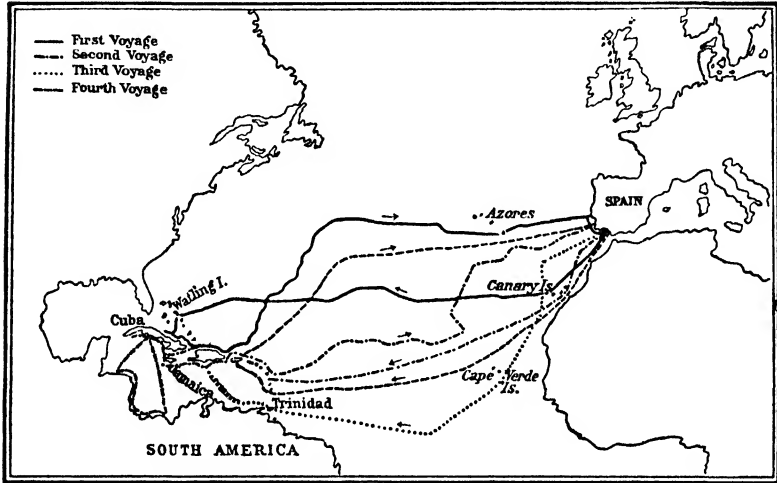 First Voyage
Second Voyage
Third Voyage
Fourth Voyage
SPAIN
Azores
Watling I.
Canary Is.
Cuba
Jamaica
Cape Verde
Is.
Trinidad
SOUTH AMERICA